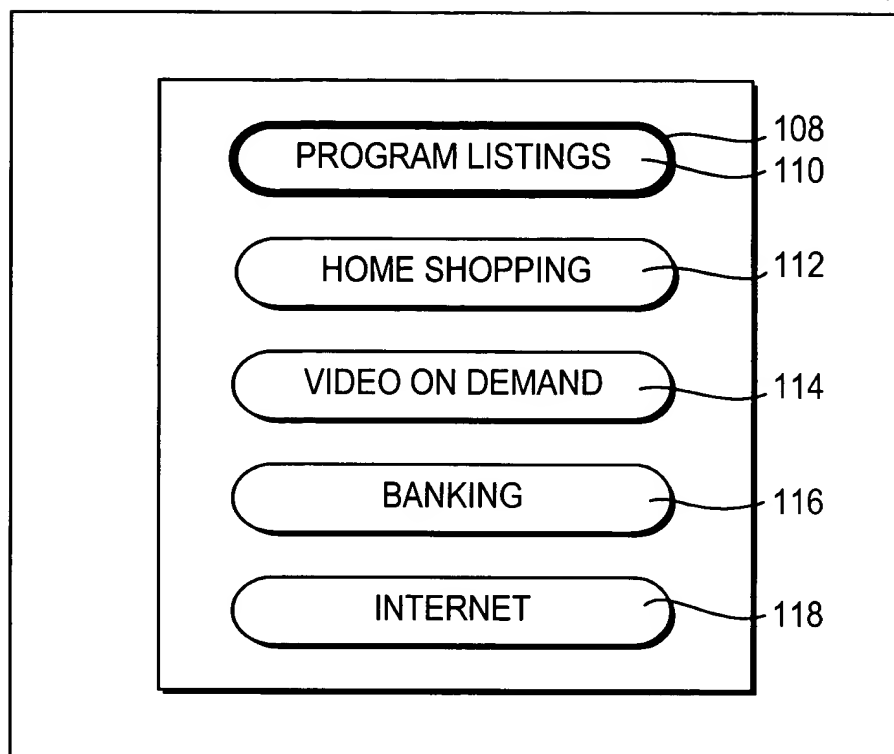 108
PROGRAM LISTINGS 110
HOME SHOPPING 112
VIDEO ON DEMAND 114
BANKING 116
INTERNET 118